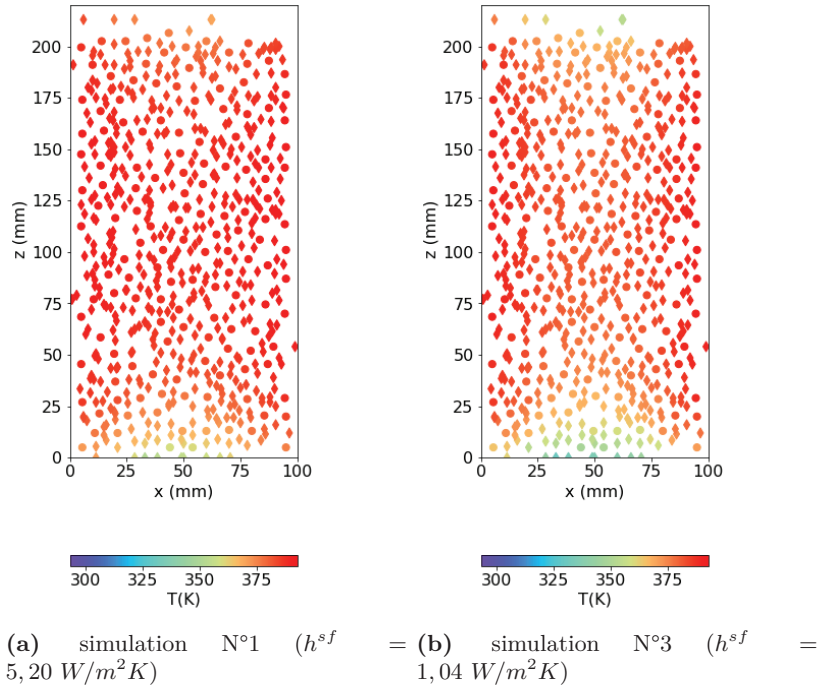 200
175
150
125
100
75
50
25
0
z (mm)
0 25 50 75 100
x (mm)
300 325 350 375
T(K)
200
175
150
125
100
75
50
25
0
z (mm)
0 25 50 75 100
x (mm)
300 325 350 375
T(K)
(a) simulation N°1 (h^{sf} =
5,20 W/m²K)
(b) simulation N°3 (h^{sf} =
1,04 W/m²K)